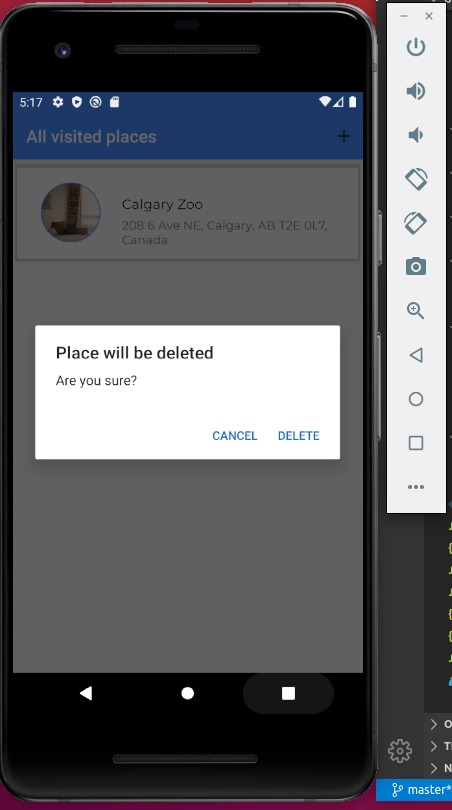 5:17
All visited places
Calgary Zoo
208 6 Ave NE, Calgary, AB T2E 0L7,
Canada
Place will be deleted
Are you sure?
CANCEL DELETE
master*